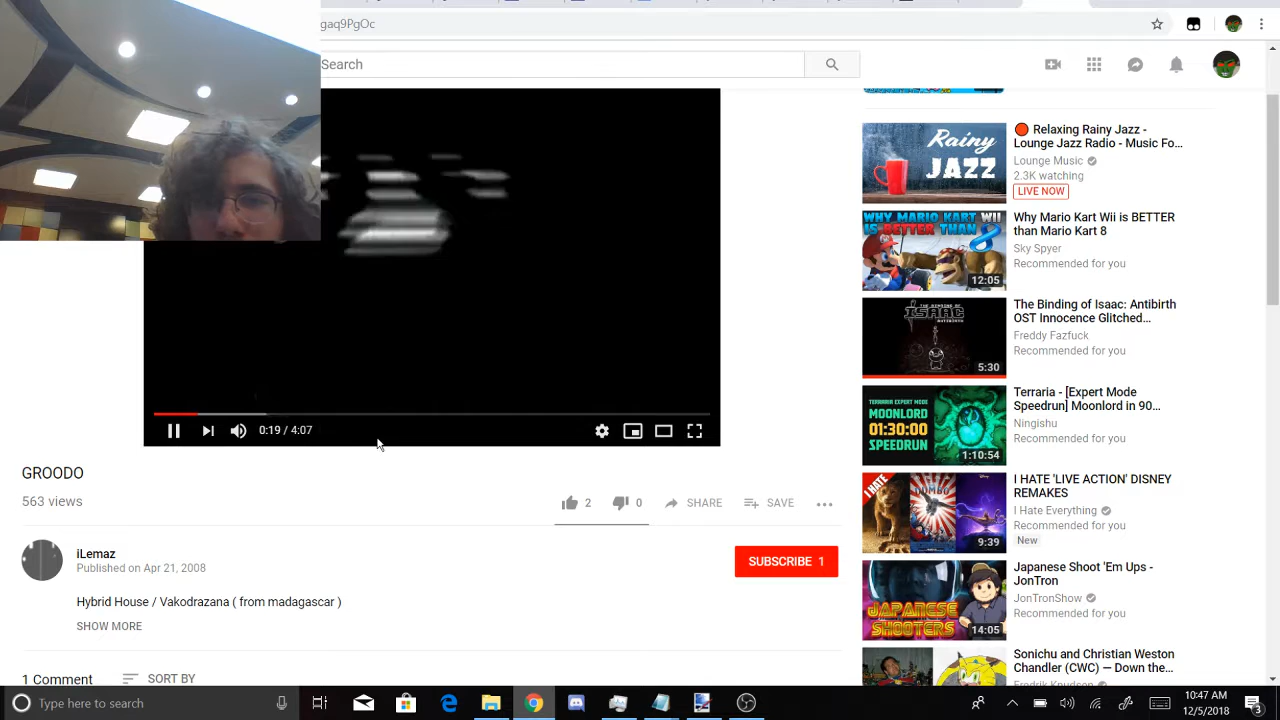 gaq9PgOc
Search
Relaxing Rainy Jazz -
Lounge Jazz Radio - Music Fo...
Lounge Music
2.3K watching
LIVE NOW
Rainy
JAZZ
Why Mario Kart Wii is BETTER
than Mario Kart 8
Sky Spyer
Recommended for you
WHY MARIO KART WII
IS BETTER THAN 8
12:05
The Binding of Isaac: Antibirth
OST Innocence Glitched...
Freddy Fazfuck
Recommended for you
THE BINDING OF
ISAAC
ANTIBIRTH
5:30
Terraria - [Expert Mode
Speedrun] Moonlord in 90...
Ningishu
Recommended for you
TERRARIA EXPERT MODE
MOONLORD
01:30:00
SPEEDRUN
1:10:54
I HATE 'LIVE ACTION' DISNEY
REMAKES
I Hate Everything
Recommended for you
New
I HATE
DUMBO
9:39
Japanese Shoot 'Em Ups -
JonTron
JonTronShow
Recommended for you
JAPANESE
SHOOTERS
14:05
Sonichu and Christian Weston
Chandler (CWC) — Down the...
Fredrik Knudsen
0:19 / 4:07
GROODO
563 views
2
0
SHARE
SAVE
iLemaz
Published on Apr 21, 2008
SUBSCRIBE 1
Hybrid House / Vakodrazana ( from madagascar )
SHOW MORE
1 Comment
SORT BY
Type here to search
10:47 AM
12/5/2018
3